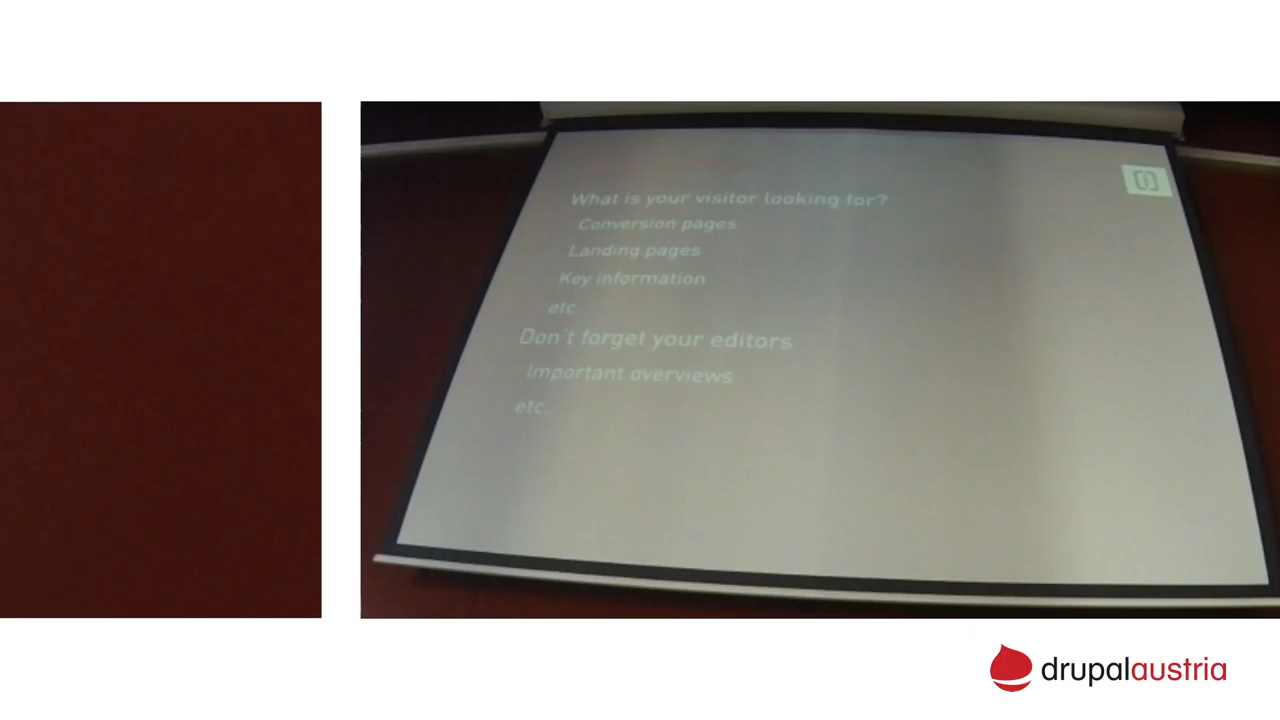 What is your visitor looking for?
Conversion pages
Landing pages
Key information
etc.
Don't forget your editors
Important overviews
etc.
drupalaustria